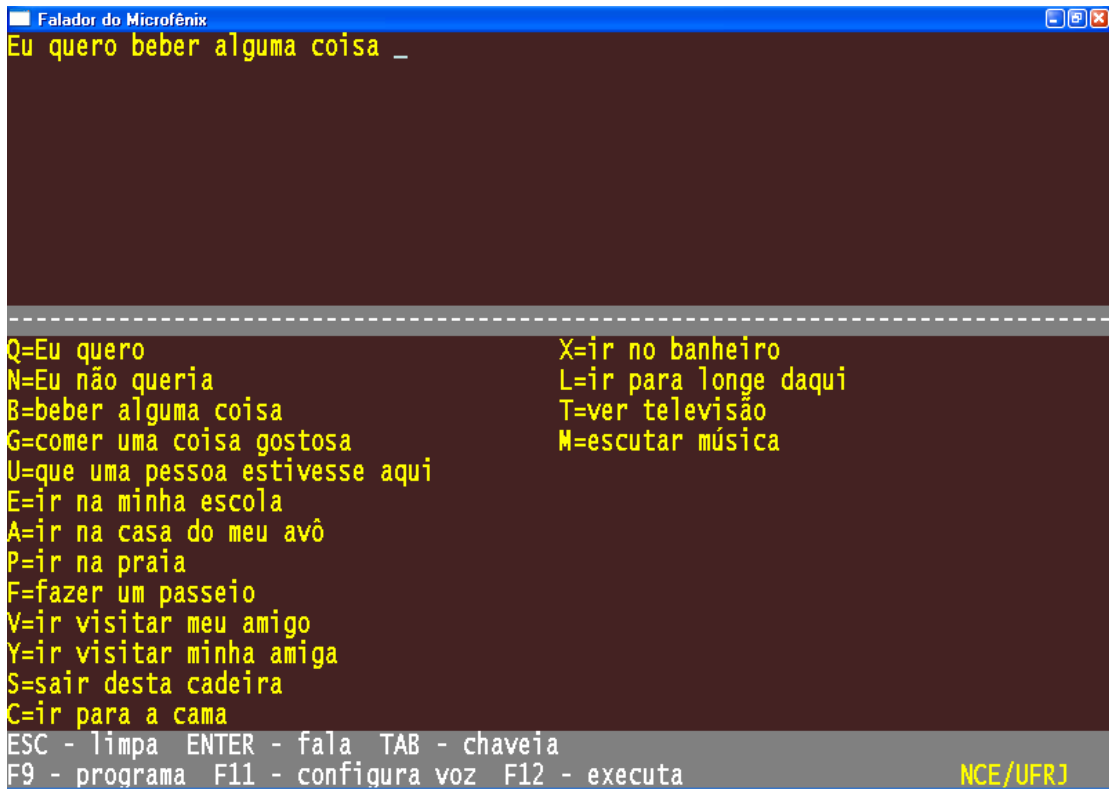 Falador do Microfênix
Eu quero beber alguma coisa _
--------------------------------------------------------------------------
Q=Eu quero
N=Eu não queria
B=beber alguma coisa
G=comer uma coisa gostosa
U=que uma pessoa estivesse aqui
E=ir na minha escola
A=ir na casa do meu avô
P=ir na praia
F=fazer um passeio
V=ir visitar meu amigo
Y=ir visitar minha amiga
S=sair desta cadeira
C=ir para a cama
X=ir no banheiro
L=ir para longe daqui
T=ver televisão
M=escutar música
ESC - limpa ENTER - fala TAB - chaveia
F9 - programa F11 - configura voz F12 - executa NCE/UFRJ